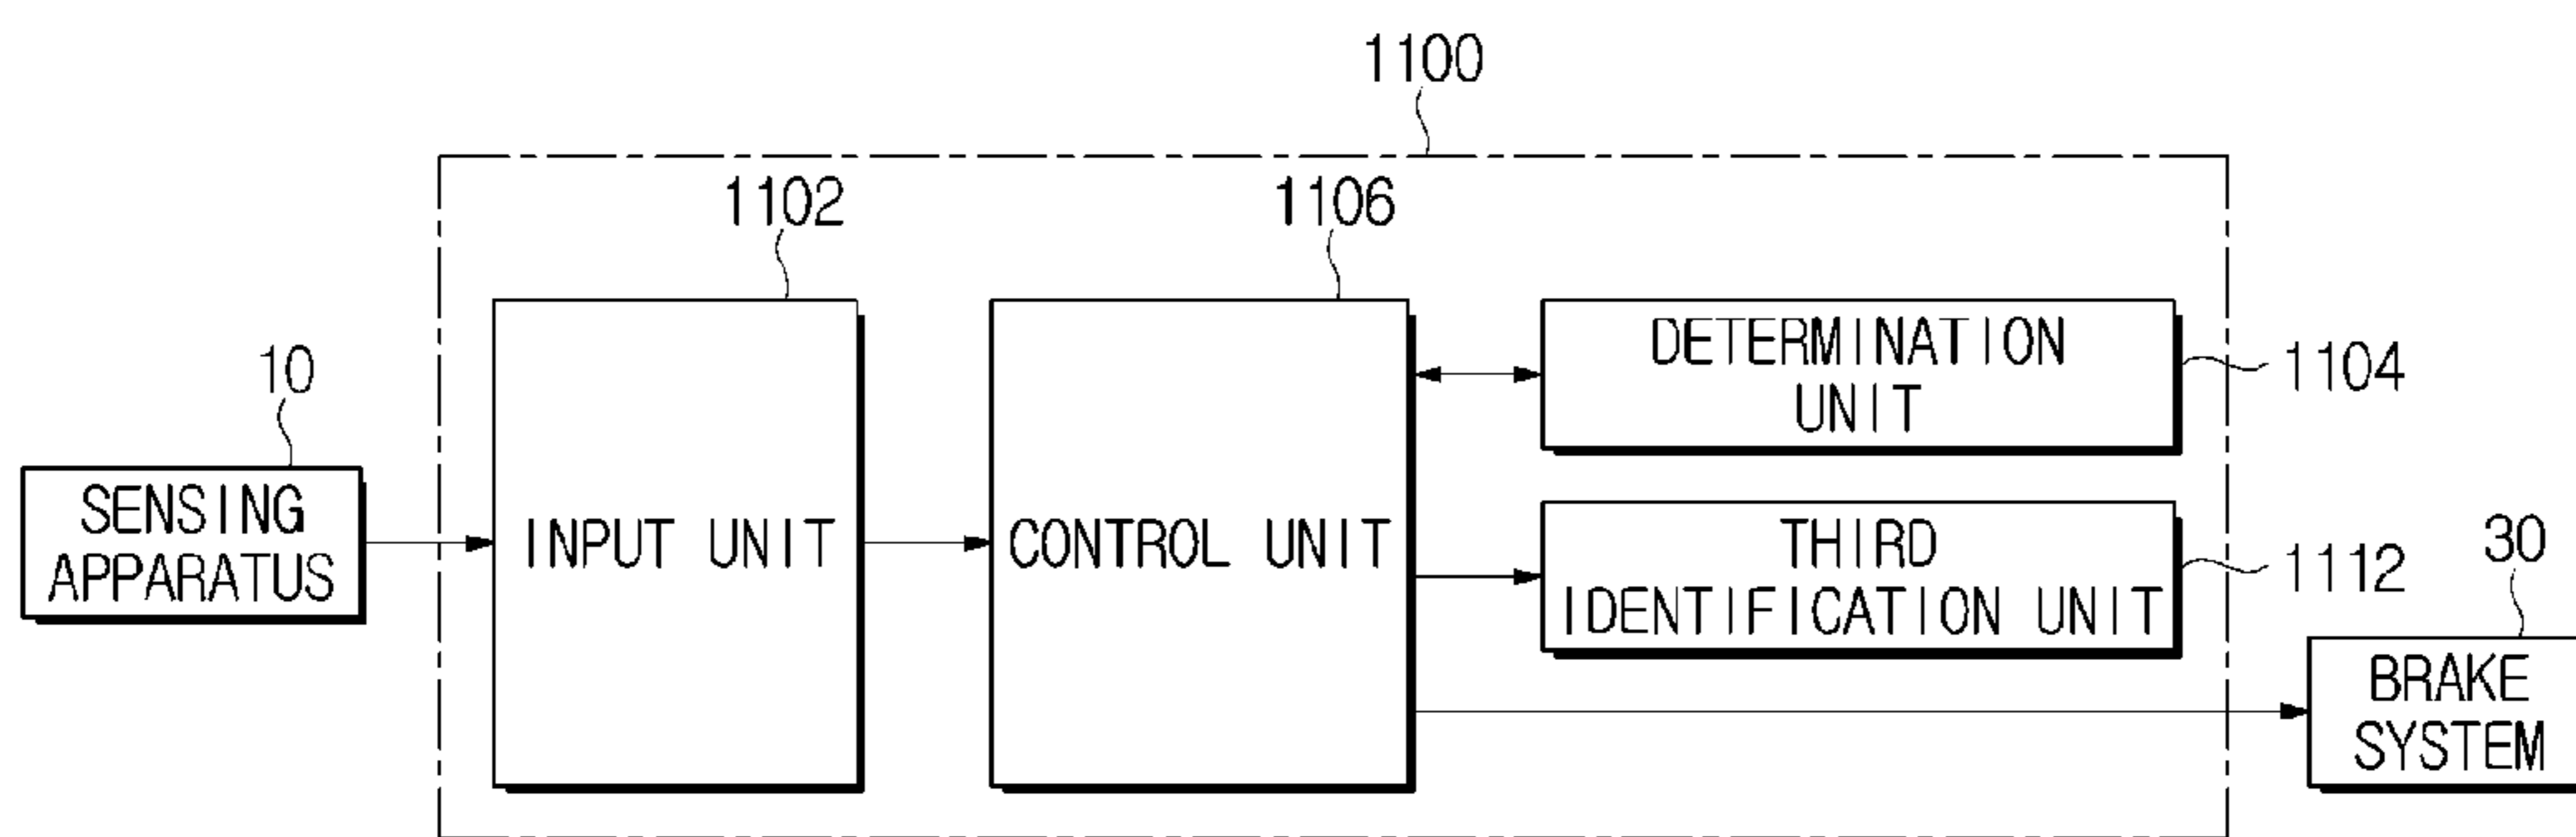 1100
1102
1106
DETERMINATION
UNIT
1104
10
SENSING
APPARATUS
INPUT UNIT
CONTROL UNIT
THIRD
IDENTIFICATION UNIT
1112
30
BRAKE
SYSTEM